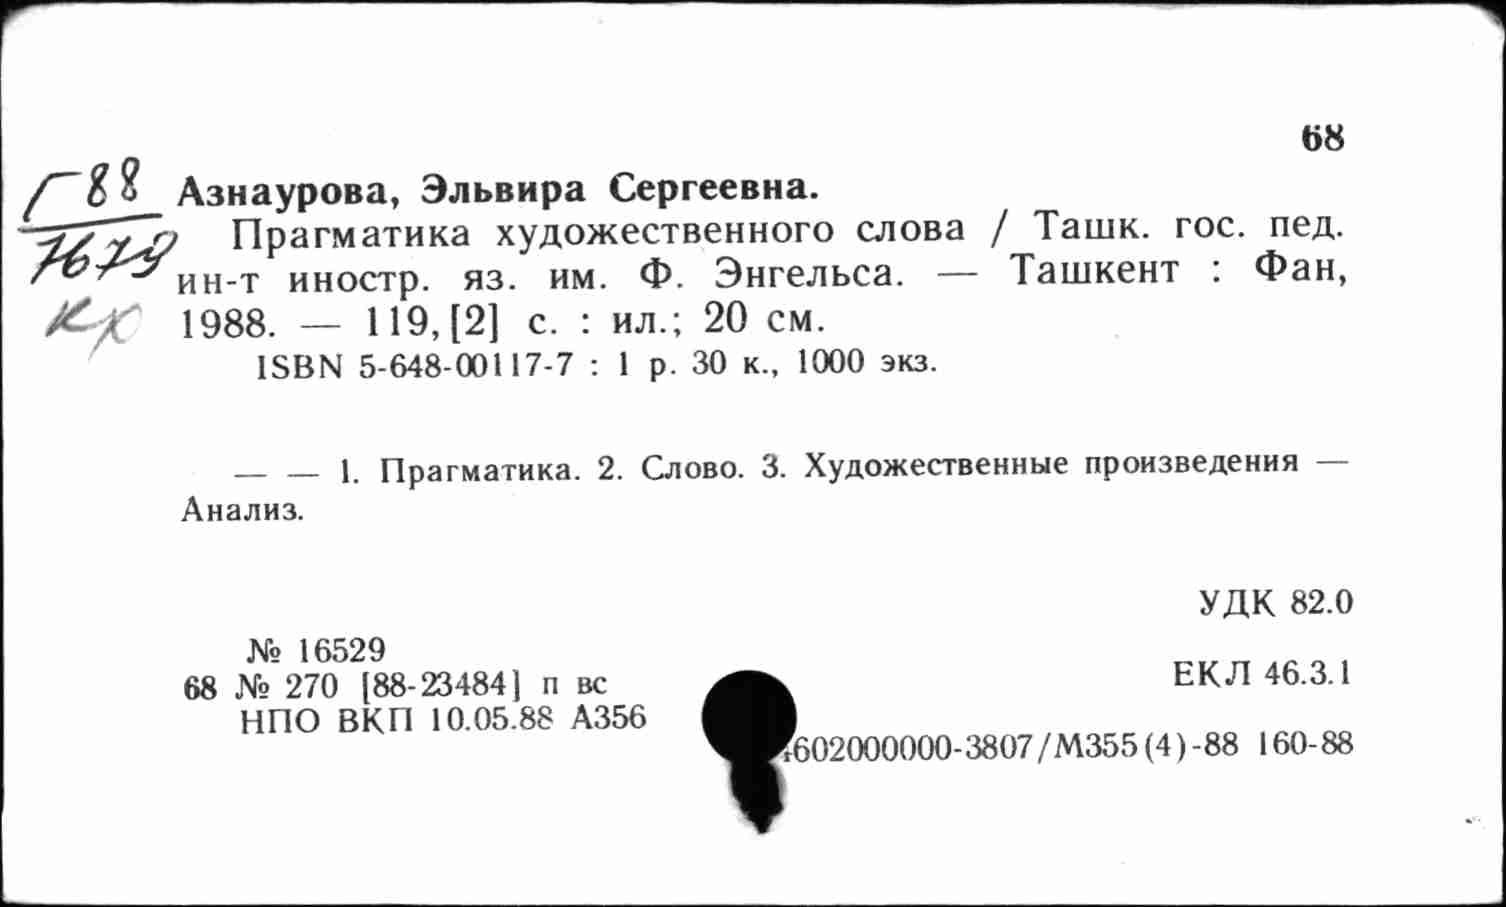 68
Г88
7679
кх
Азнаурова, Эльвира Сергеевна.
Прагматика художественного слова / Ташк. гос. пед.
ин-т иностр. яз. им. Ф. Энгельса. — Ташкент : Фан,
1988. — 119, [2] с. : ил.; 20 см.
ISBN 5-648-00117-7 : 1 р. 30 к., 1000 экз.
— — 1. Прагматика. 2. Слово. 3. Художественные произведения —
Анализ.
УДК 82.0
№ 16529
68 № 270 [88-23484] п вс
ЕКЛ 46.3.1
НПО ВКП 10.05.88 А356
4602000000-3807/М355(4)-88 160-88